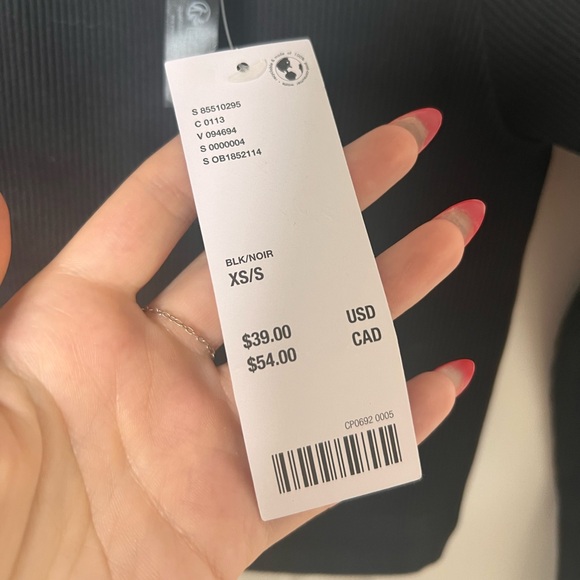 S 85510295
C 0113
V 094694
S 0000004
S OB1852114
BLK/NOIR
XS/S
$39.00 USD
$54.00 CAD
CP0692 0005